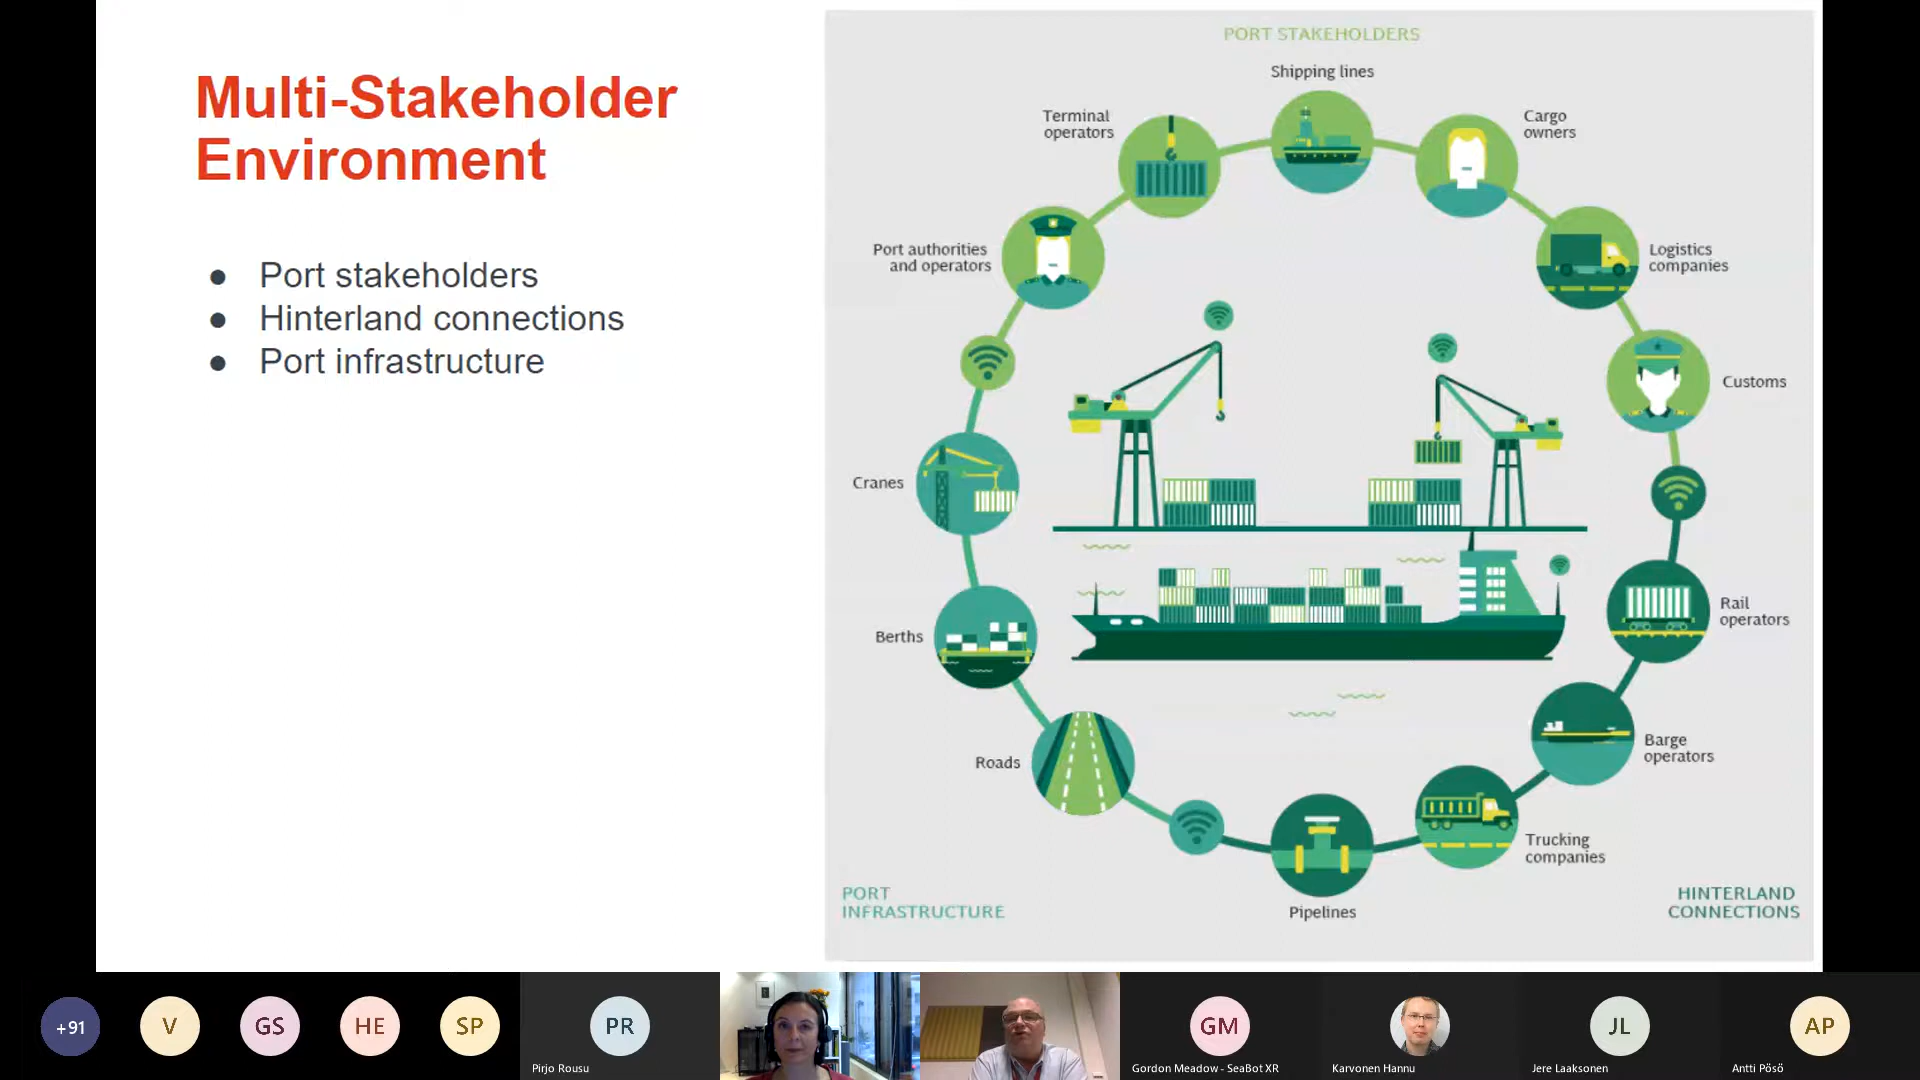 Multi-Stakeholder
Environment
● Port stakeholders
● Hinterland connections
● Port infrastructure
PORT STAKEHOLDERS
Shipping lines
Terminal
operators
Cargo
owners
Port authorities
and operators
Logistics
companies
Customs
Cranes
Rail
operators
Berths
Barge
operators
Roads
Trucking
companies
Pipelines
PORT
INFRASTRUCTURE
HINTERLAND
CONNECTIONS
+91
V
GS
HE
SP
PR
Pirjo Rousu
GM
Gordon Meadow - SeaBot XR
Karvonen Hannu
JL
Jere Laaksonen
AP
Antti Pösö